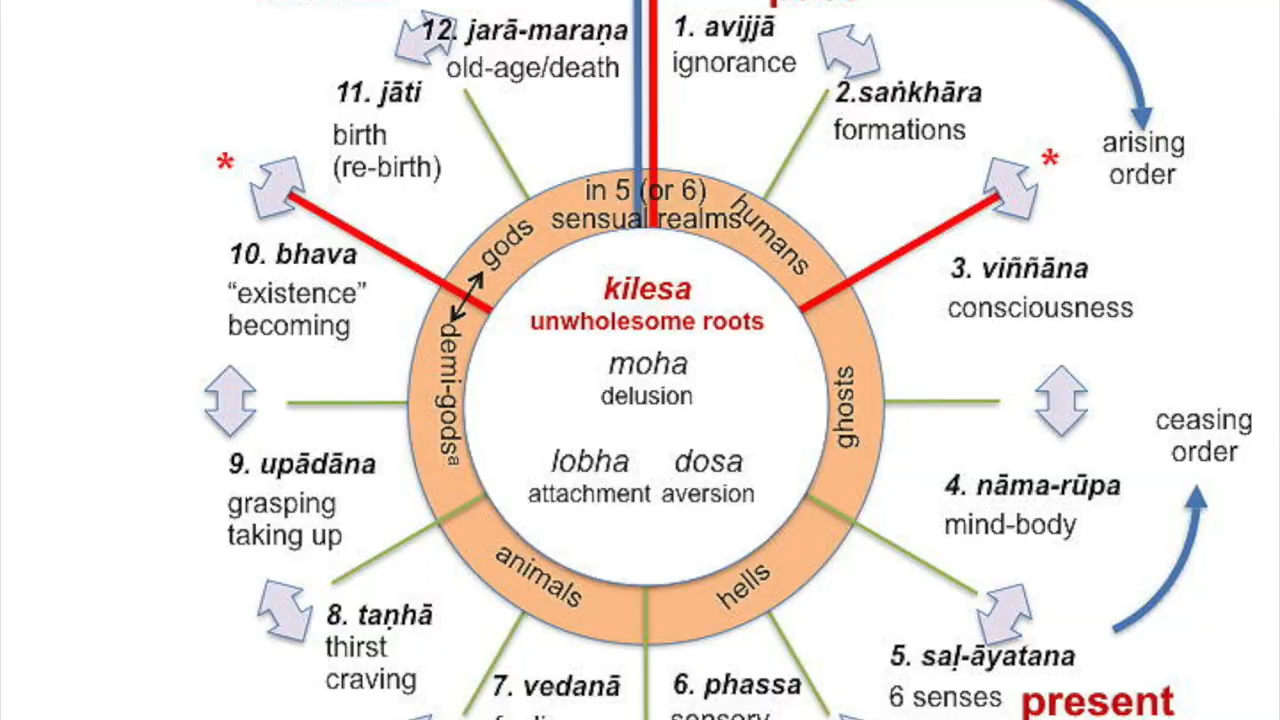 12. jarā-maraṇa
old-age/death
1. avijjā
ignorance
11. jāti
birth
(re-birth)
2.saṅkhāra
formations
*
*
arising
order
in 5 (or 6)
sensual realms
gods
humans
10. bhava
“existence”
becoming
3. viññāna
consciousness
kilesa
unwholesome roots
moha
delusion
lobha dosa
attachment aversion
demi-godsᵃ
ghosts
ceasing
order
9. upādāna
grasping
taking up
4. nāma-rūpa
mind-body
animals
hells
8. taṇhā
thirst
craving
5. saḷ-āyatana
6 senses
present
7. vedanā
6. phassa
sensory